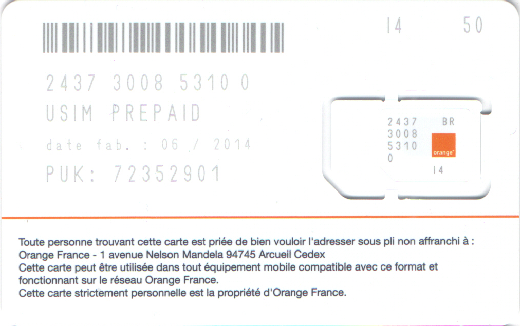 14 50
2437 3008 5310 0
USIM PREPAID
date fab. : 06 / 2014
PUK: 72352901
2437 BR
3008
5310
0
orange
14
Toute personne trouvant cette carte est priée de bien vouloir l'adresser sous pli non affranchi à :
Orange France - 1 avenue Nelson Mandela 94745 Arcueil Cedex
Cette carte peut être utilisée dans tout équipement mobile compatible avec ce format et
fonctionnant sur le réseau Orange France.
Cette carte strictement personnelle est la propriété d'Orange France.